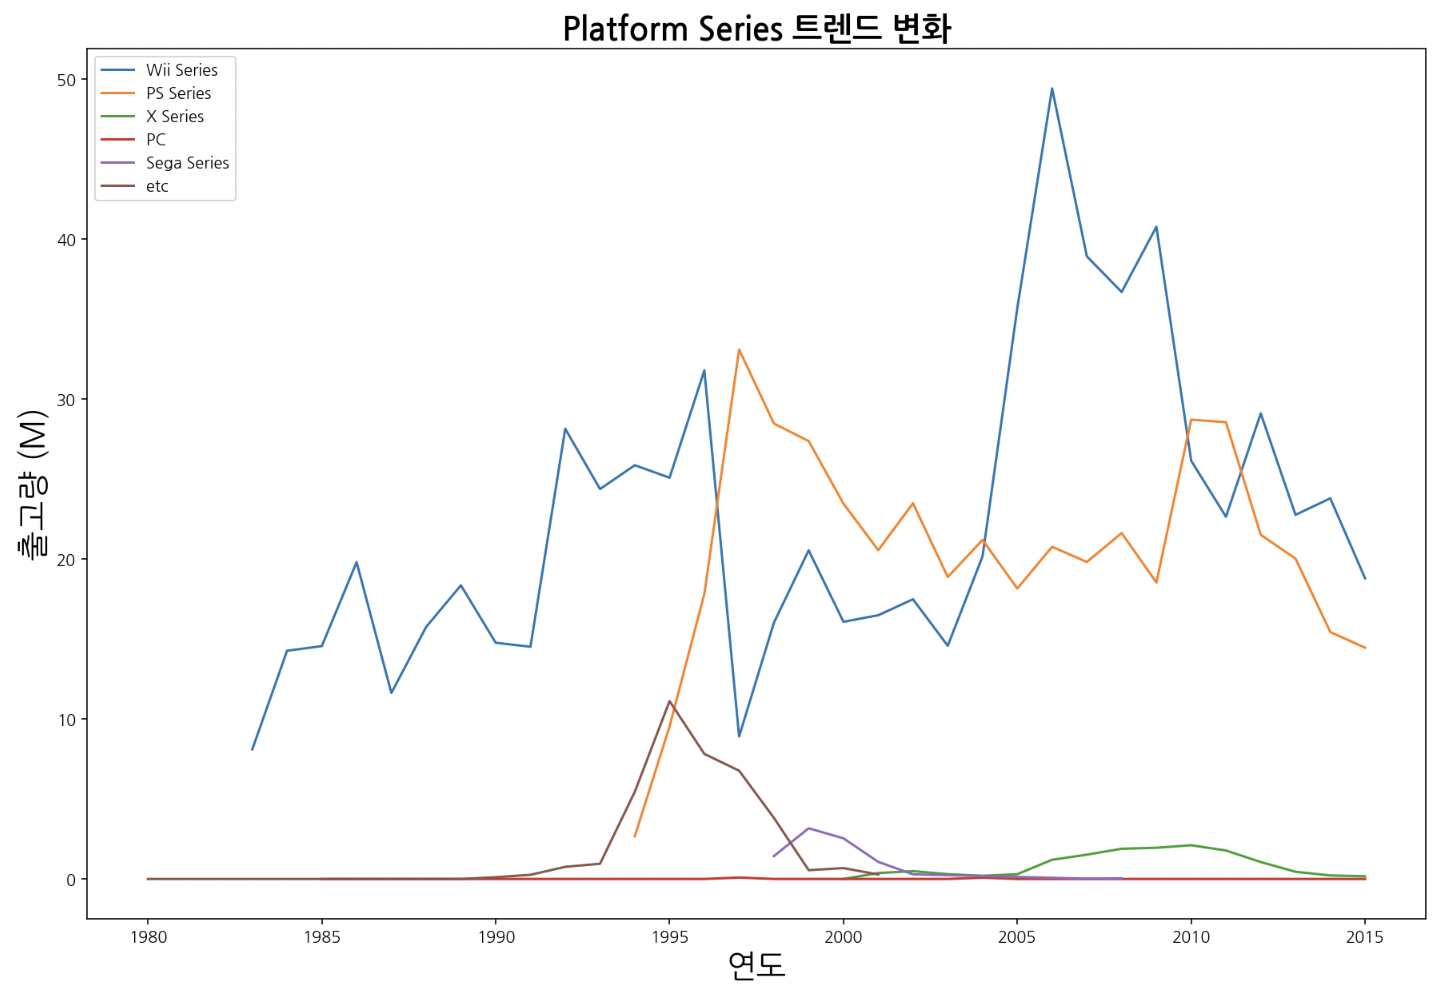 Platform Series 트렌드 변화
Wii Series
PS Series
X Series
PC
Sega Series
etc
50
40
30
20
10
0
출고량 (M)
1980 1985 1990 1995 2000 2005 2010 2015
연도